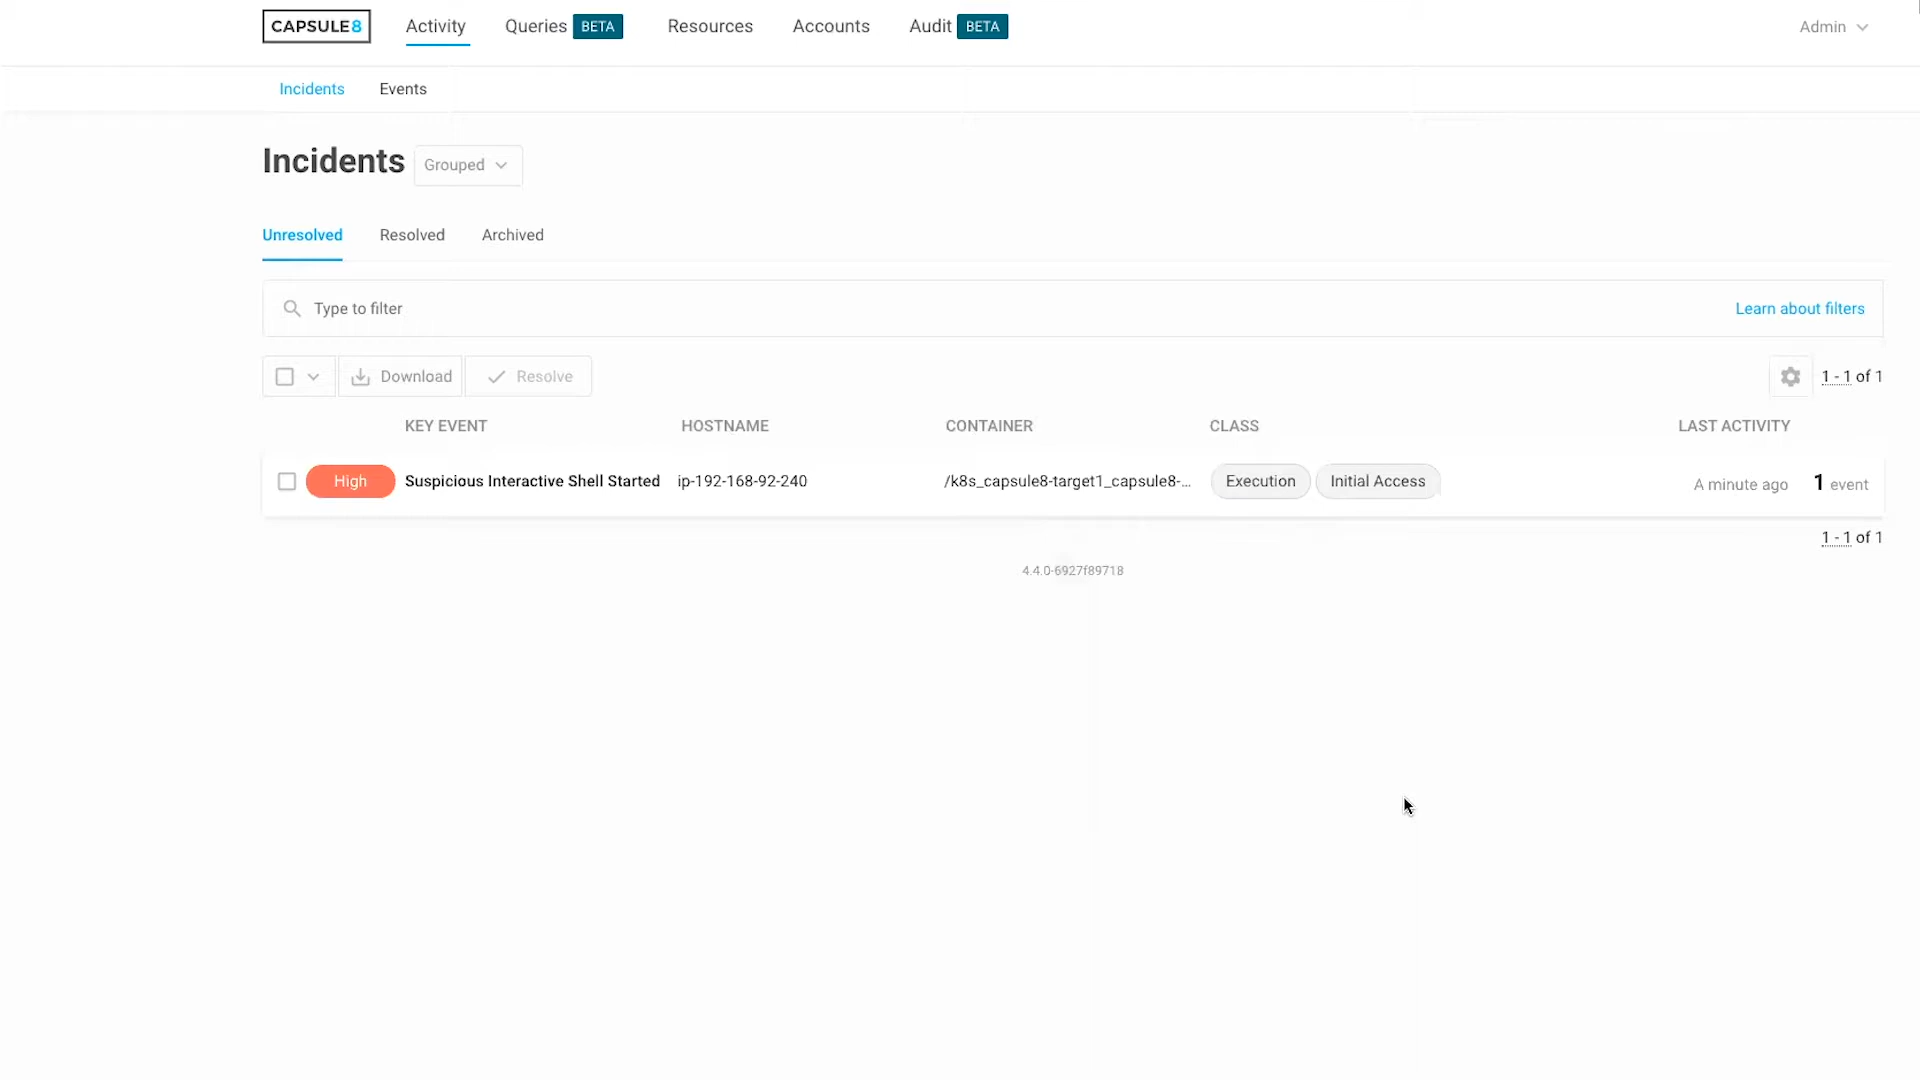 CAPSULE8 Activity Queries BETA Resources Accounts Audit BETA Admin
Incidents Events
Incidents Grouped
Unresolved Resolved Archived
Type to filter Learn about filters
Download Resolve 1 - 1 of 1
KEY EVENT HOSTNAME CONTAINER CLASS LAST ACTIVITY
High Suspicious Interactive Shell Started ip-192-168-92-240 /k8s_capsule8-target1_capsule8-... Execution Initial Access A minute ago 1 event
1 - 1 of 1
4.4.0-6927f89718